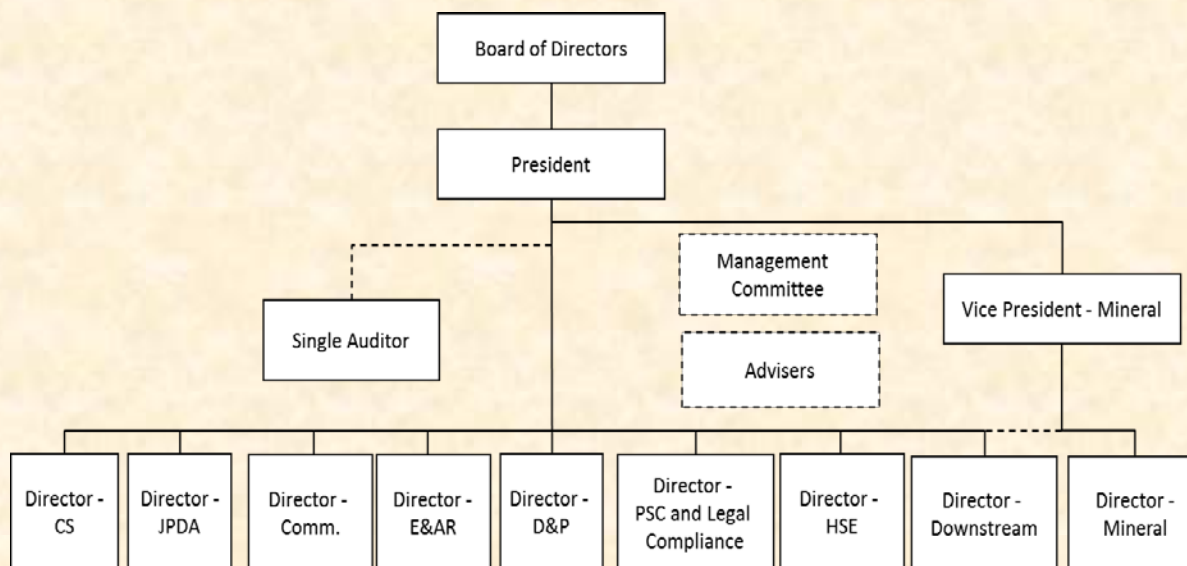 Board of Directors
President
Management
Committee
Vice President - Mineral
Single Auditor
Advisers
Director -
CS
Director -
JPDA
Director -
Comm.
Director -
E&AR
Director -
D&P
Director -
PSC and Legal
Compliance
Director -
HSE
Director -
Downstream
Director -
Mineral